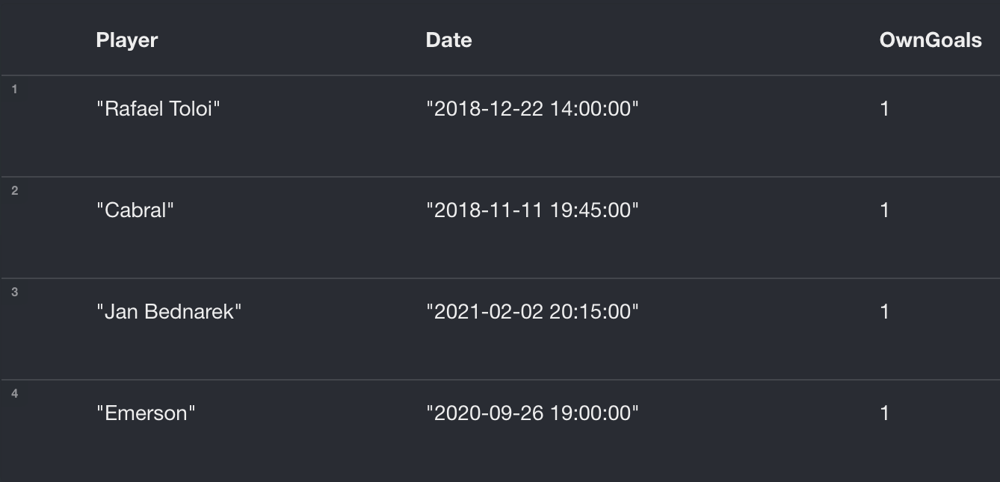 Player Date OwnGoals
1
"Rafael Toloi" "2018-12-22 14:00:00" 1
2
"Cabral" "2018-11-11 19:45:00" 1
3
"Jan Bednarek" "2021-02-02 20:15:00" 1
4
"Emerson" "2020-09-26 19:00:00" 1